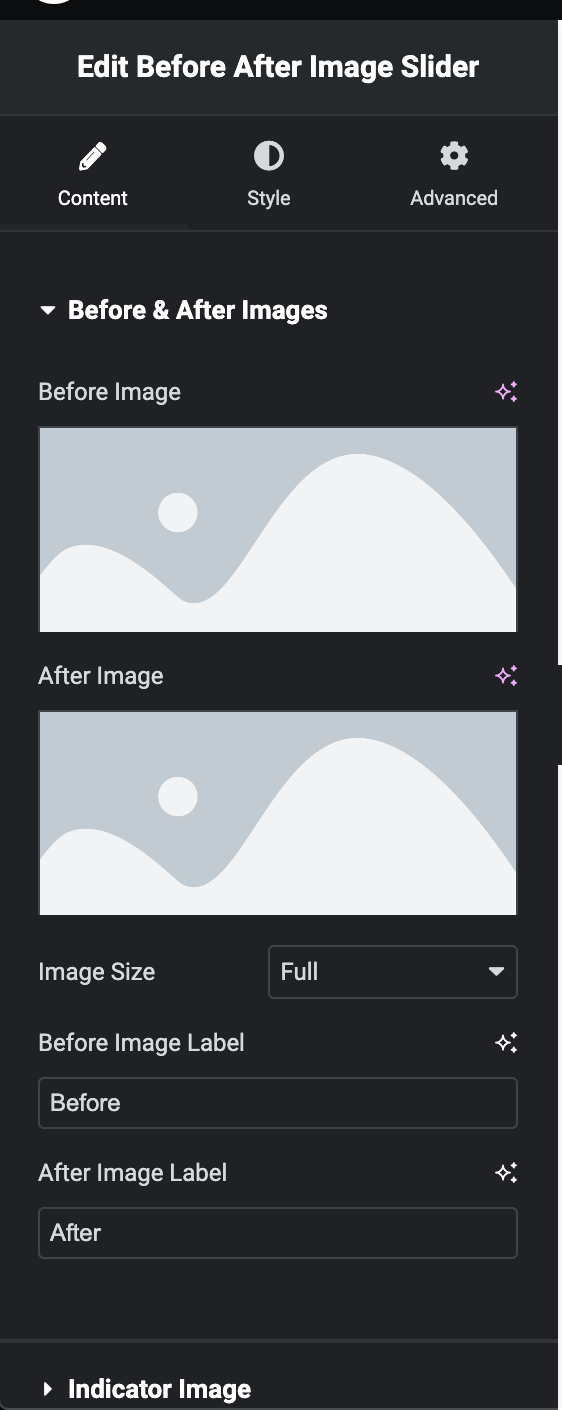 Edit Before After Image Slider
Content
Style
Advanced
Before & After Images
Before Image
After Image
Image Size
Full
Before Image Label
Before
After Image Label
After
Indicator Image